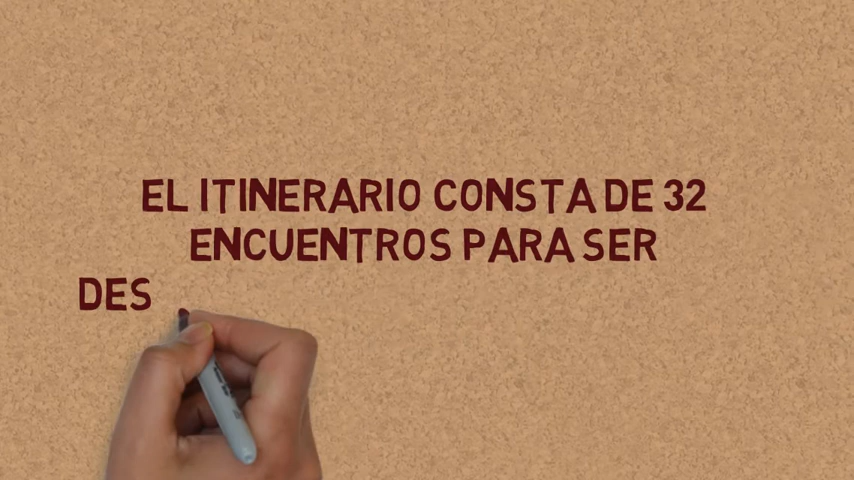 EL ITINERARIO CONSTA DE 32
ENCUENTROS PARA SER
DES